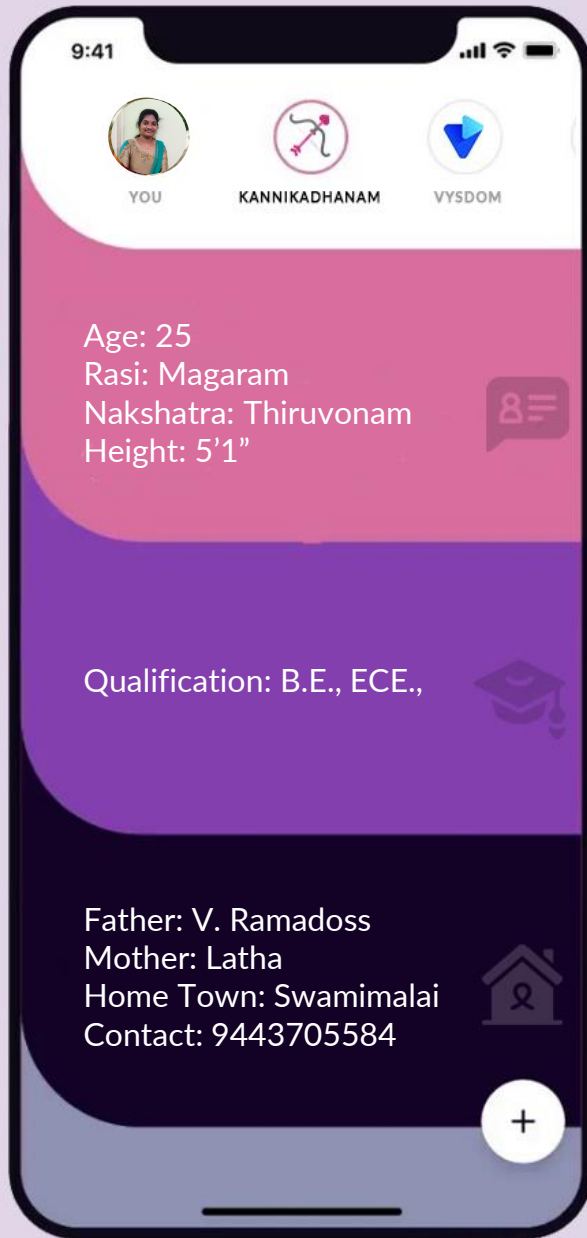 9:41
YOU
KANNIKADHANAM
VYSDOM
Age: 25
Rasi: Magaram
Nakshatra: Thiruvonam
Height: 5’1”
Qualification: B.E., ECE.,
Father: V. Ramadoss
Mother: Latha
Home Town: Swamimalai
Contact: 9443705584
+